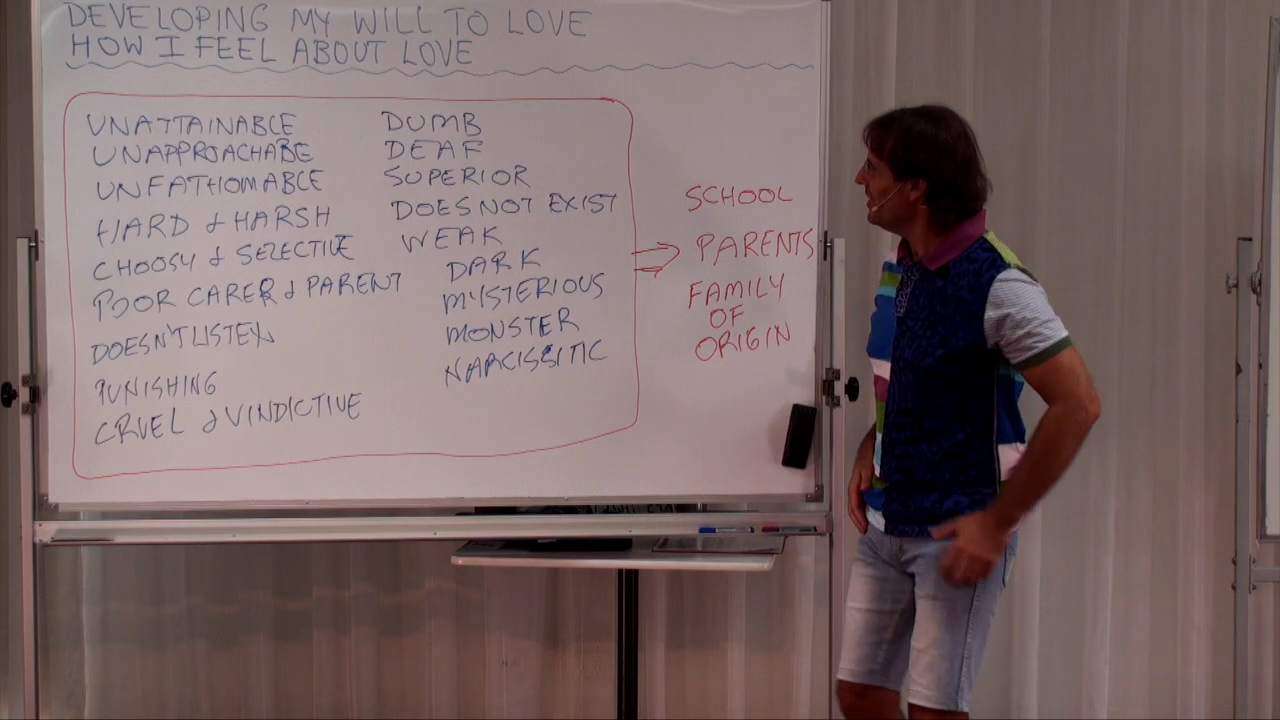 DEVELOPING MY WILL TO LOVE
HOW I FEEL ABOUT LOVE
UNATTAINABLE
UNAPPROACHABE
UNFATHOMABLE
HARD & HARSH
CHOOSY & SELECTIVE
POOR CARER & PARENT
DOESN'T LISTEN
PUNISHING
CRUEL & VINDICTIVE
DUMB
DEAF
SUPERIOR
DOES NOT EXIST
WEAK
DARK
MYSTERIOUS
MONSTER
NARCISSITIC
SCHOOL
PARENTS
FAMILY
OF
ORIGIN